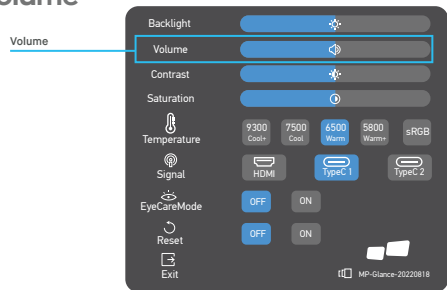 Volume
Backlight
Volume
Contrast
Saturation
Temperature
9300 Cool+
7500 Cool
6500 Warm
5800 Warm+
sRGB
Signal
HDMI
TypeC 1
TypeC 2
EyeCareMode
OFF
ON
Reset
OFF
ON
Exit
MP-Glance-20220818